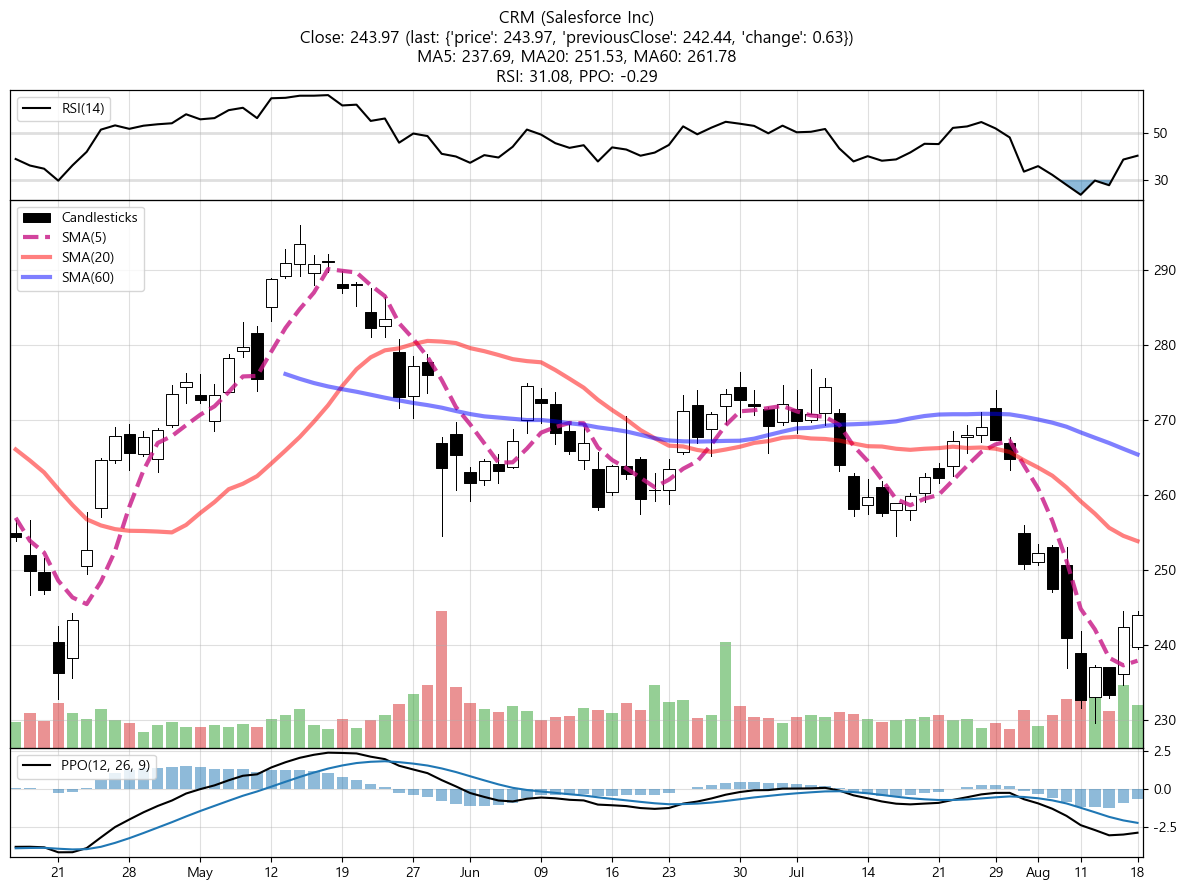 CRM (Salesforce Inc)
Close: 243.97 (last: {'price': 243.97, 'previousClose': 242.44, 'change': 0.63})
MA5: 237.69, MA20: 251.53, MA60: 261.78
RSI: 31.08, PPO: -0.29
RSI(14)
50
30
Candlesticks
SMA(5)
SMA(20)
SMA(60)
290
280
270
260
250
240
230
PPO(12, 26, 9)
2.5
0.0
−2.5
21 28 May 12 19 27 Jun 09 16 23 30 Jul 14 21 29 Aug 11 18